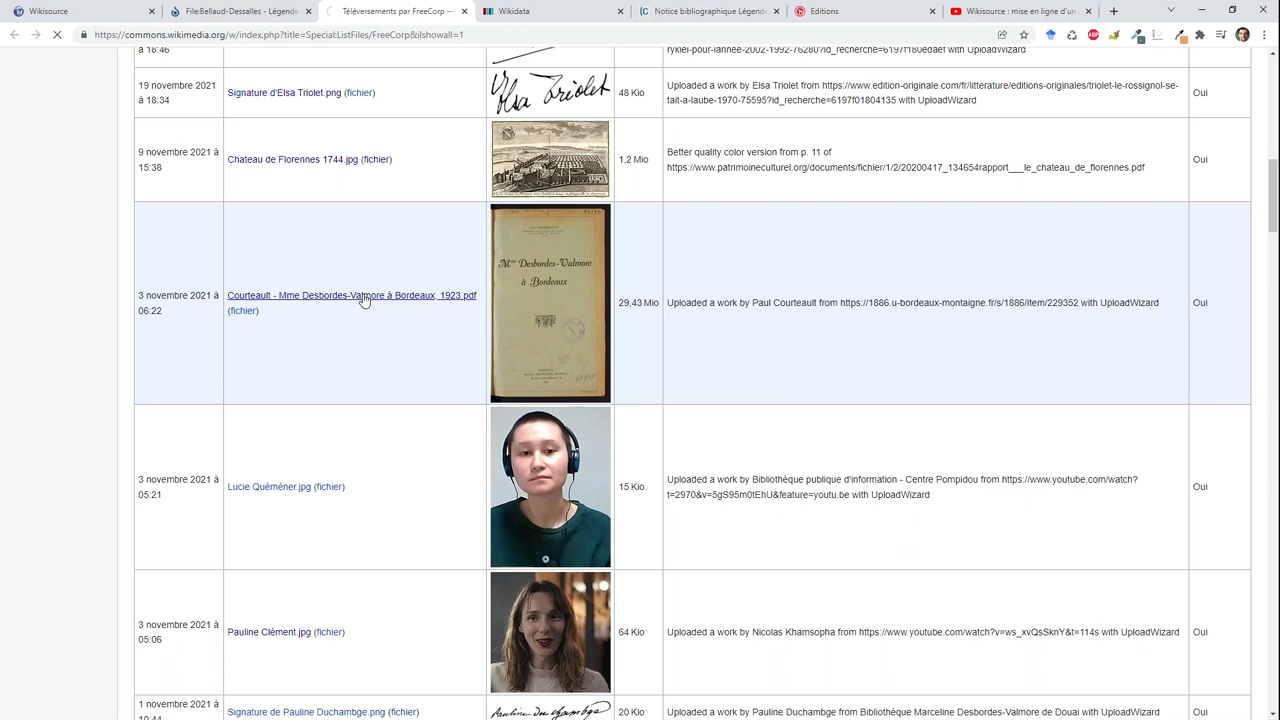 Wikisource
File:Bellaud-Dessalles - Légende
Téléversements par FreeCorp —
Wikidata
Notice bibliographique Légend
Editions
Wikisource : mise en ligne d'un
commons.wikimedia.org/w/index.php?title=Special:ListFiles/FreeCorp&ilshowall=1
à 18:46
19 novembre 2021
à 18:34
Signature d'Elsa Triolet.png (fichier)
Elsa Triolet
48 Kio
Uploaded a work by Elsa Triolet from https://www.edition-originale.com/fr/litterature/editions-originales/triolet-le-rossignol-se-
tait-a-laube-1970-75595?id_recherche=6197f01804135 with UploadWizard
Oui
9 novembre 2021 à
15:38
Chateau de Florennes 1744.jpg (fichier)
1,2 Mio
Better quality color version from p. 11 of
https://www.patrimoineculturel.org/documents/fichier/1/2/20200417_134654rapport___le_chateau_de_florennes.pdf
Oui
3 novembre 2021 à
06:22
Courteault - Mme Desbordes-Valmore à Bordeaux, 1923.pdf
(fichier)
Mme Desbordes-Valmore
à Bordeaux
29,43 Mio
Uploaded a work by Paul Courteault from https://1886.u-bordeaux-montaigne.fr/s/1886/item/229352 with UploadWizard
Oui
3 novembre 2021 à
05:21
Lucie Quéméner.jpg (fichier)
15 Kio
Uploaded a work by Bibliothèque publique d'information - Centre Pompidou from https://www.youtube.com/watch?
t=2970&v=5gS95m0tEhU&feature=youtu.be with UploadWizard
Oui
3 novembre 2021 à
05:06
Pauline Clément.jpg (fichier)
64 Kio
Uploaded a work by Nicolas Khamsopha from https://www.youtube.com/watch?v=ws_xvQsSknY&t=114s with UploadWizard
Oui
1 novembre 2021 à
10:44
Signature de Pauline Duchambge.png (fichier)
Pauline Duchambge
20 Kio
Uploaded a work by Pauline Duchambge from Bibliothèque Marceline Desbordes-Valmore de Douai with UploadWizard
Oui